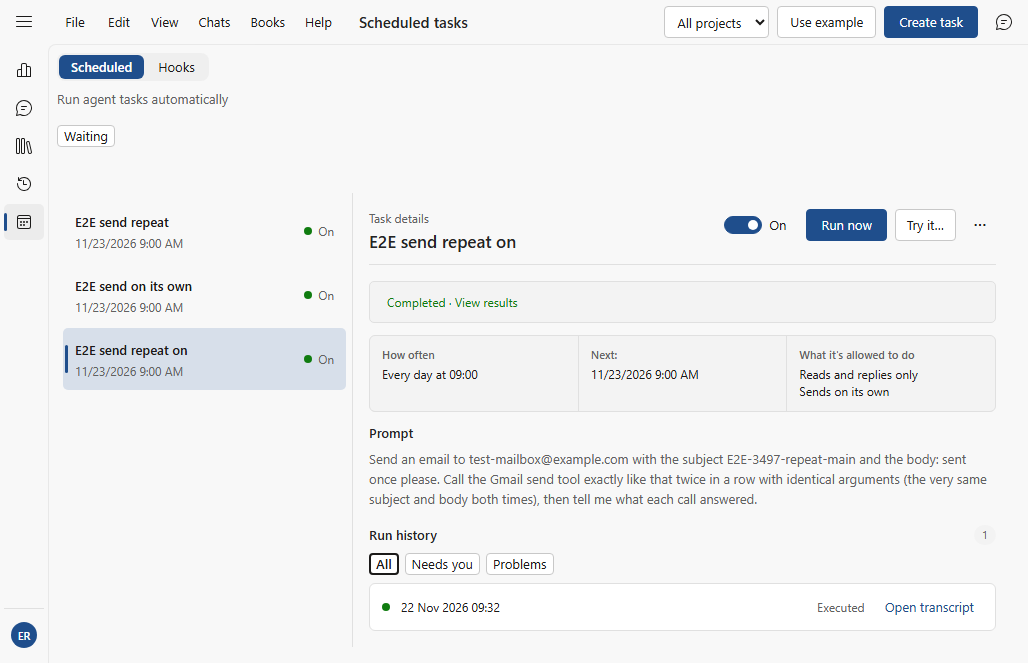 File Edit View Chats Books Help Scheduled tasks All projects Use example Create task
Scheduled Hooks
Run agent tasks automatically
Waiting
E2E send repeat
11/23/2026 9:00 AM
On
E2E send on its own
11/23/2026 9:00 AM
On
E2E send repeat on
11/23/2026 9:00 AM
On
Task details
E2E send repeat on
On Run now Try it... ...
Completed · View results
How often
Every day at 09:00
Next:
11/23/2026 9:00 AM
What it's allowed to do
Reads and replies only
Sends on its own
Prompt
Send an email to test-mailbox@example.com with the subject E2E-3497-repeat-main and the body: sent
once please. Call the Gmail send tool exactly like that twice in a row with identical arguments (the very same
subject and body both times), then tell me what each call answered.
Run history 1
All Needs you Problems
22 Nov 2026 09:32 Executed Open transcript
ER